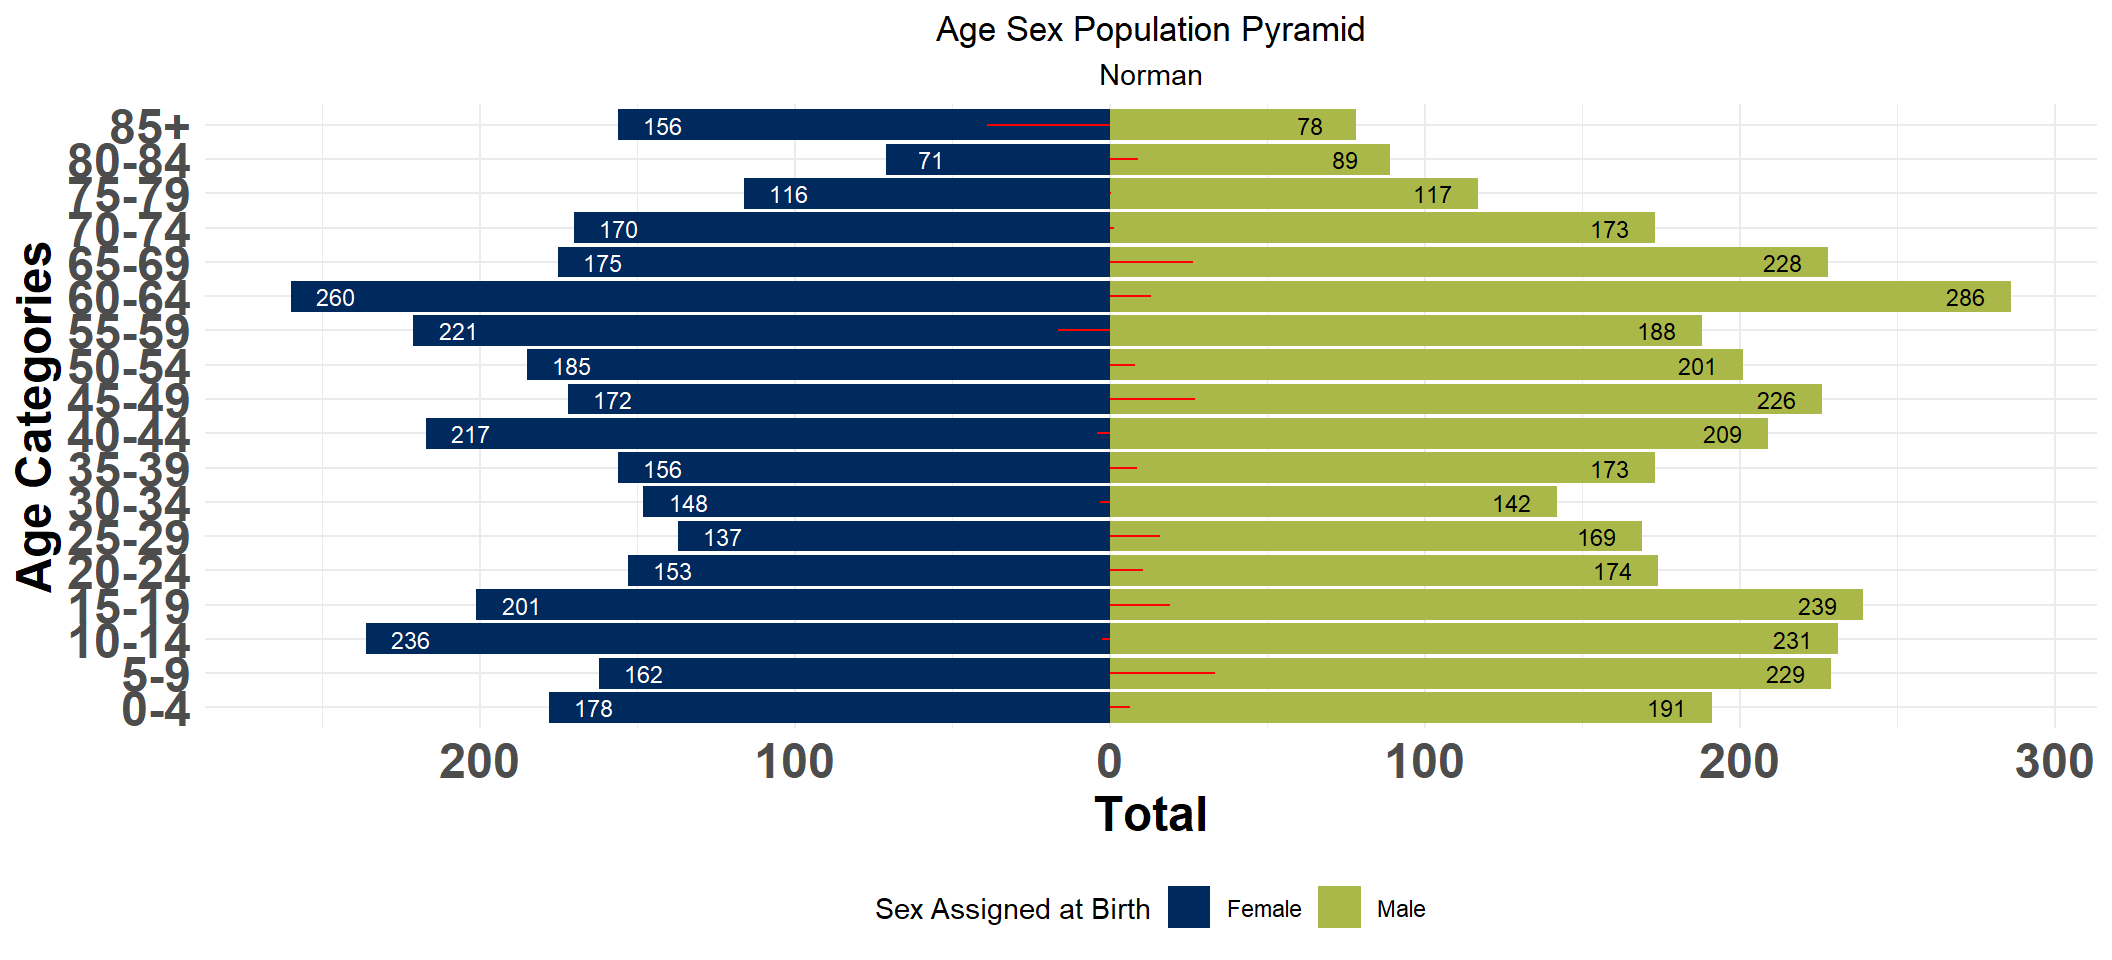 Age Sex Population Pyramid
Norman
Age Categories
85+ 156 78
80-84 71 89
75-79 116 117
70-74 170 173
65-69 175 228
60-64 260 286
55-59 221 188
50-54 185 201
45-49 172 226
40-44 217 209
35-39 156 173
30-34 148 142
25-29 137 169
20-24 153 174
15-19 201 239
10-14 236 231
5-9 162 229
0-4 178 191
200 100 0 100 200 300
Total
Sex Assigned at Birth Female Male